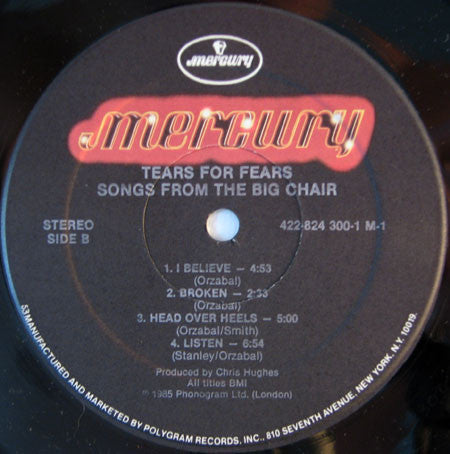 mercury
mercury
TEARS FOR FEARS
SONGS FROM THE BIG CHAIR
STEREO
SIDE B
422-824 300-1 M-1
1. I BELIEVE – 4:53
(Orzabal)
2. BROKEN – 2:38
(Orzabal)
3. HEAD OVER HEELS – 5:00
(Orzabal/Smith)
4. LISTEN – 6:54
(Stanley/Orzabal)
Produced by Chris Hughes
All titles BMI
℗ 1985 Phonogram Ltd. (London)
53 MANUFACTURED AND MARKETED BY POLYGRAM RECORDS, INC., 810 SEVENTH AVENUE, NEW YORK, N.Y. 10019.